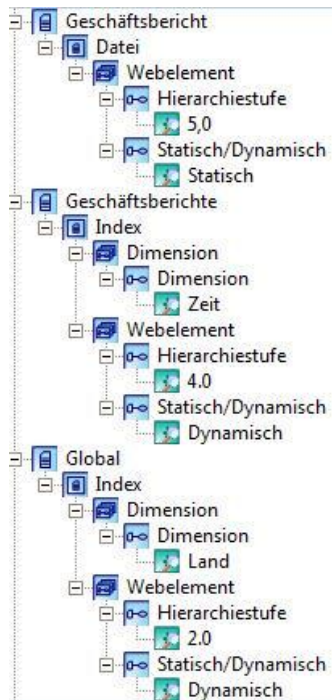 Geschäftsbericht
Datei
Webelement
Hierarchiestufe
5,0
Statisch/Dynamisch
Statisch
Geschäftsberichte
Index
Dimension
Dimension
Zeit
Webelement
Hierarchiestufe
4.0
Statisch/Dynamisch
Dynamisch
Global
Index
Dimension
Dimension
Land
Webelement
Hierarchiestufe
2.0
Statisch/Dynamisch
Dynamisch